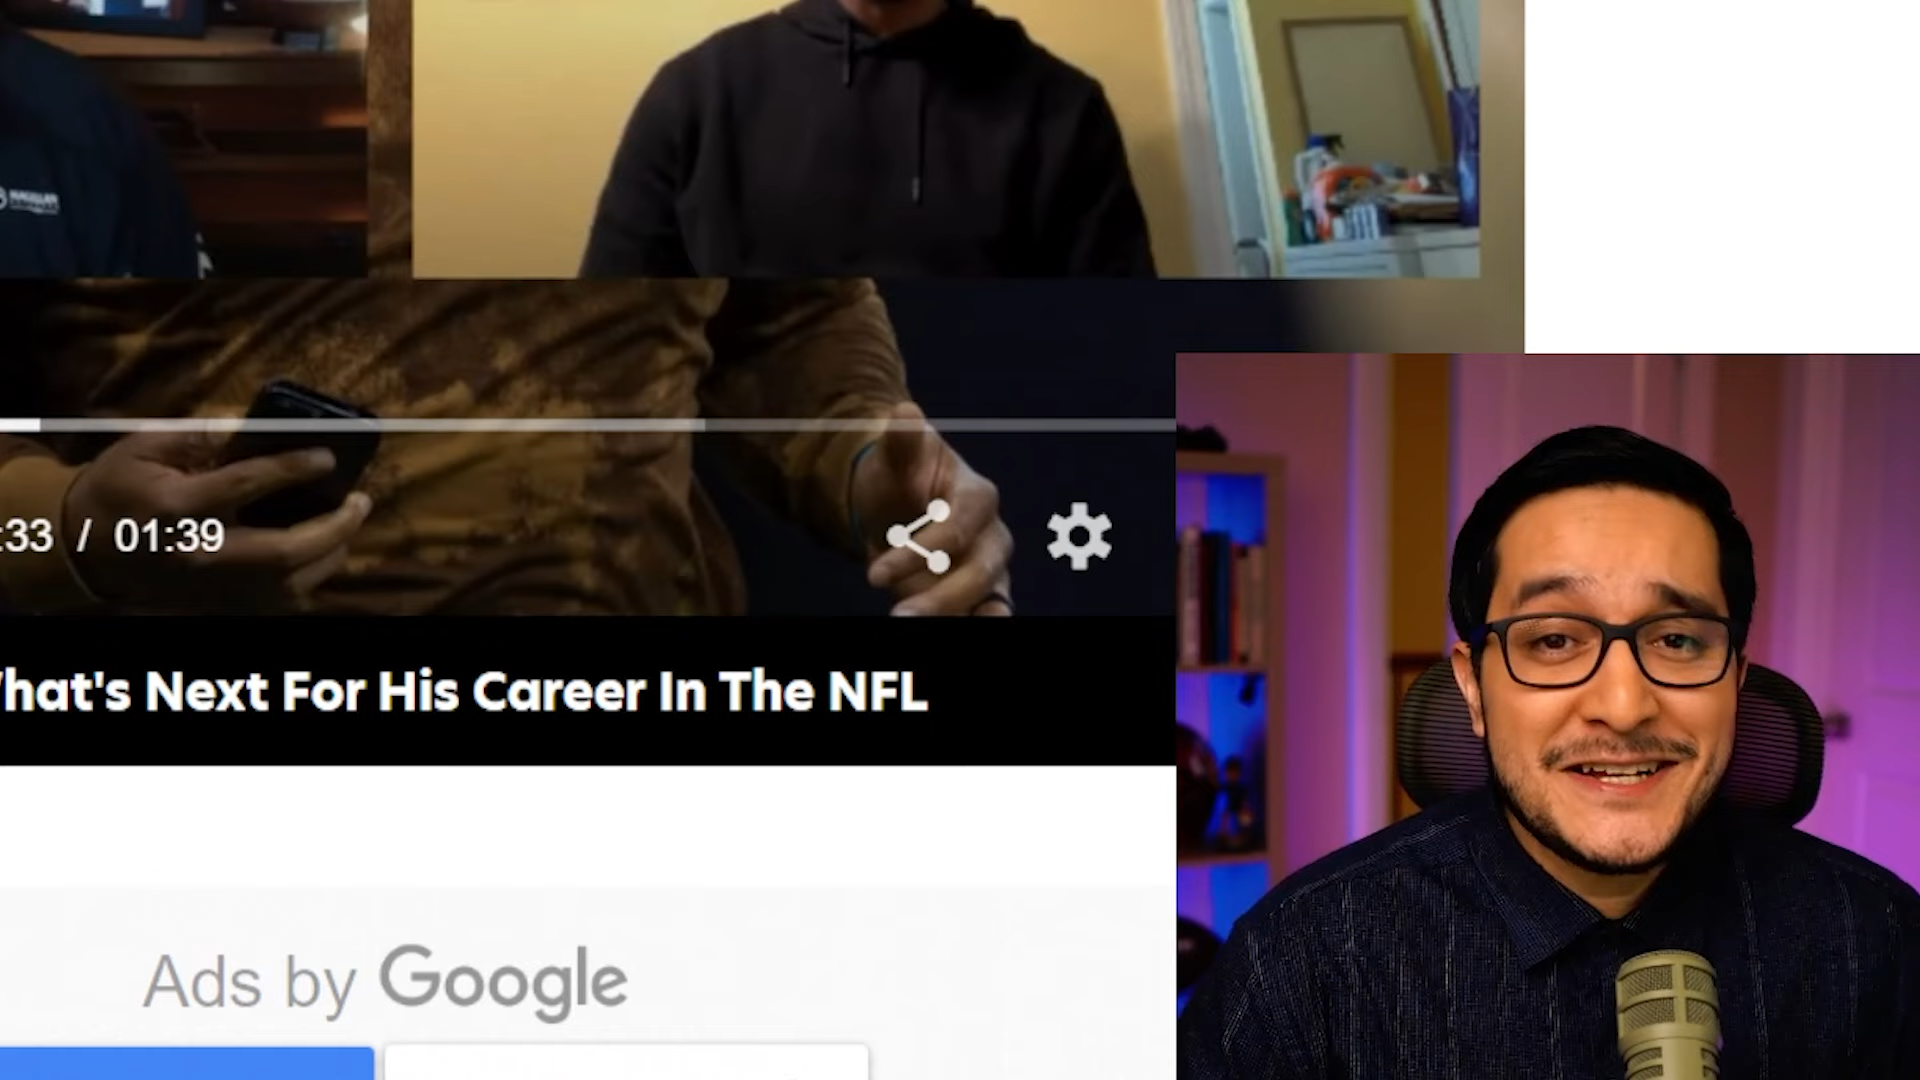 :33 / 01:39
hat's Next For His Career In The NFL
Ads by Google